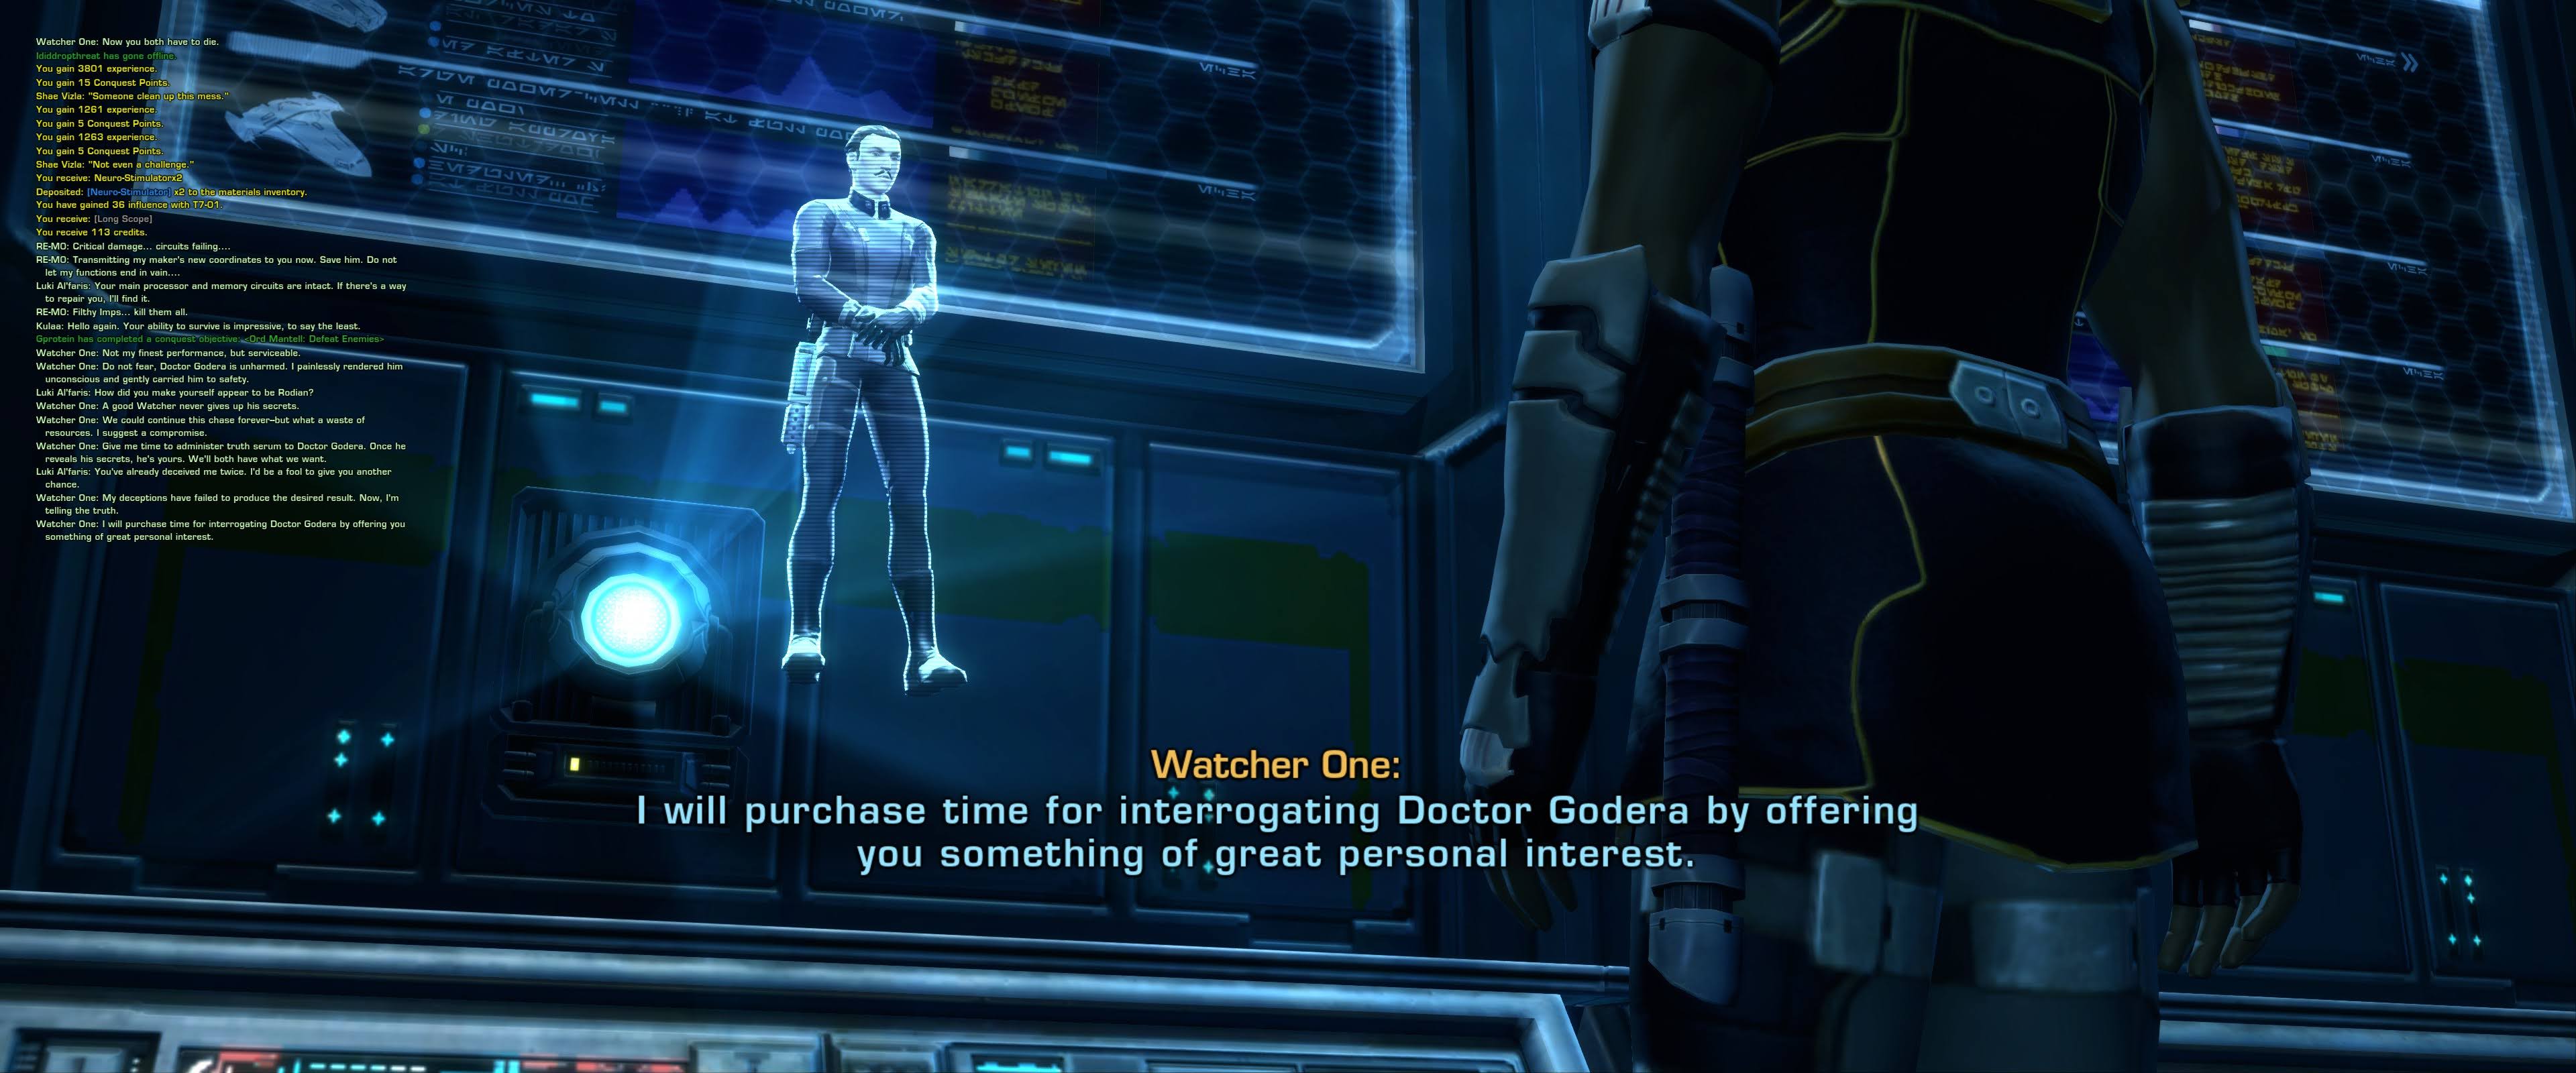 Watcher One: Now you both have to die.
Ididdropthreat has gone offline.
You gain 3801 experience.
You gain 15 Conquest Points.
Shae Vizla: "Someone clean up this mess."
You gain 1261 experience.
You gain 5 Conquest Points.
You gain 1263 experience.
You gain 5 Conquest Points.
Shae Vizla: "Not even a challenge."
You receive: Neuro-Stimulatorx2
Deposited: [Neuro-Stimulator] x2 to the materials inventory.
You have gained 36 influence with T7-01.
You receive: [Long Scope]
You receive 113 credits.
RE-M0: Critical damage... circuits failing....
RE-M0: Transmitting my maker's new coordinates to you now. Save him. Do not
let my functions end in vain....
Luki Al'faris: Your main processor and memory circuits are intact. If there's a way
to repair you, I'll find it.
RE-M0: Filthy Imps... kill them all.
Kulaa: Hello again. Your ability to survive is impressive, to say the least.
Gprotein has completed a conquest objective: <Ord Mantell: Defeat Enemies>
Watcher One: Not my finest performance, but serviceable.
Watcher One: Do not fear, Doctor Godera is unharmed. I painlessly rendered him
unconscious and gently carried him to safety.
Luki Al'faris: How did you make yourself appear to be Rodian?
Watcher One: A good Watcher never gives up his secrets.
Watcher One: We could continue this chase forever—but what a waste of
resources. I suggest a compromise.
Watcher One: Give me time to administer truth serum to Doctor Godera. Once he
reveals his secrets, he's yours. We'll both have what we want.
Luki Al'faris: You've already deceived me twice. I'd be a fool to give you another
chance.
Watcher One: My deceptions have failed to produce the desired result. Now, I'm
telling the truth.
Watcher One: I will purchase time for interrogating Doctor Godera by offering you
something of great personal interest.
Watcher One:
I will purchase time for interrogating Doctor Godera by offering
you something of great personal interest.